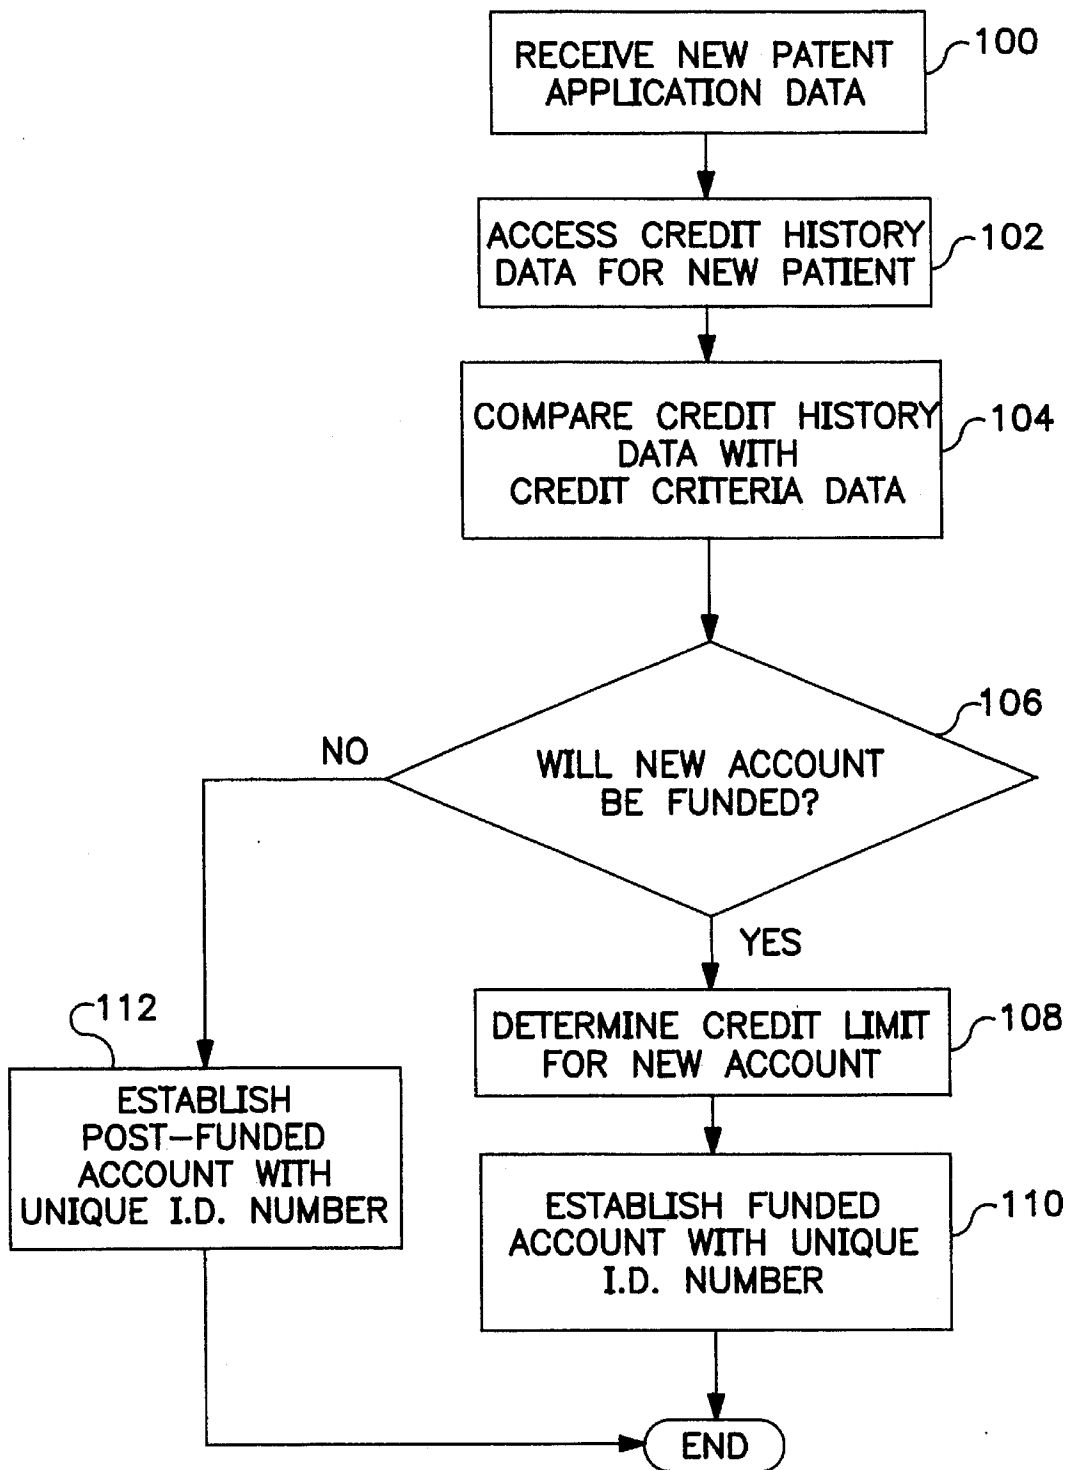 RECEIVE NEW PATENT
APPLICATION DATA
100
ACCESS CREDIT HISTORY
DATA FOR NEW PATIENT
102
COMPARE CREDIT HISTORY
DATA WITH
CREDIT CRITERIA DATA
104
WILL NEW ACCOUNT
BE FUNDED?
106
NO
YES
112
ESTABLISH
POST-FUNDED
ACCOUNT WITH
UNIQUE I.D. NUMBER
DETERMINE CREDIT LIMIT
FOR NEW ACCOUNT
108
ESTABLISH FUNDED
ACCOUNT WITH UNIQUE
I.D. NUMBER
110
END